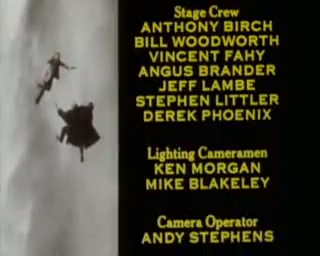 Stage Crew
ANTHONY BIRCH
BILL WOODWORTH
VINCENT FAHY
ANGUS BRANDER
JEFF LAMBE
STEPHEN LITTLER
DEREK PHOENIX
Lighting Cameramen
KEN MORGAN
MIKE BLAKELEY
Camera Operator
ANDY STEPHENS